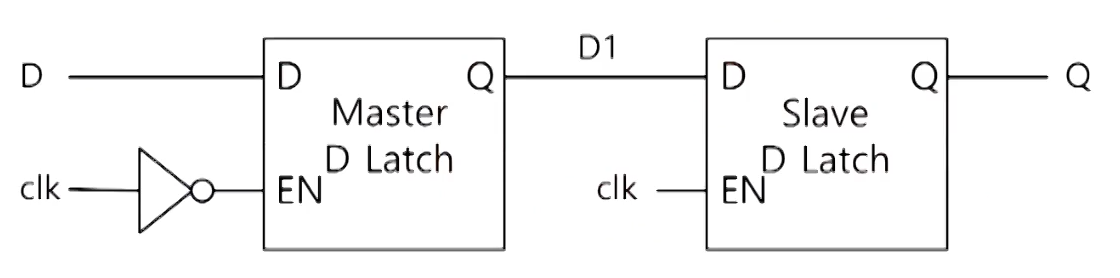 D1
D
D
Q
D
Q
Q
Master
D Latch
Slave
D Latch
clk
EN
clk
EN